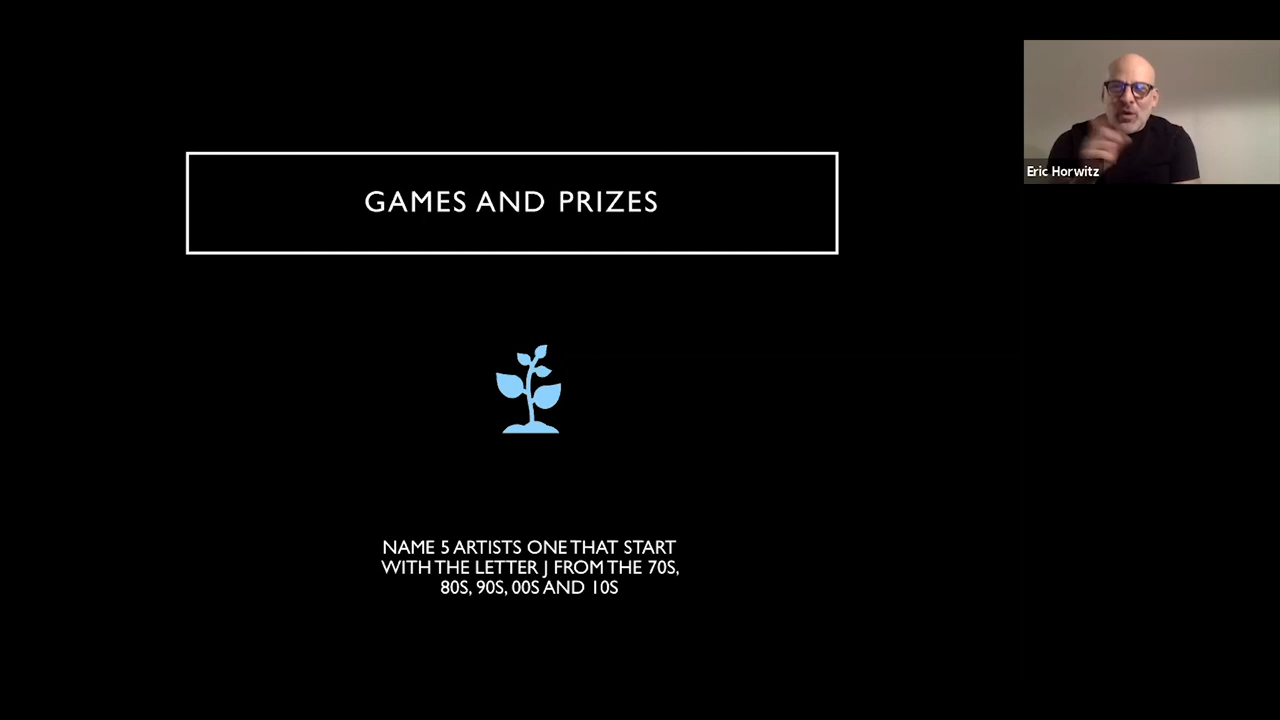 GAMES AND PRIZES
Eric Horwitz
NAME 5 ARTISTS ONE THAT START
WITH THE LETTER J FROM THE 70S,
80S, 90S, 00S AND 10S